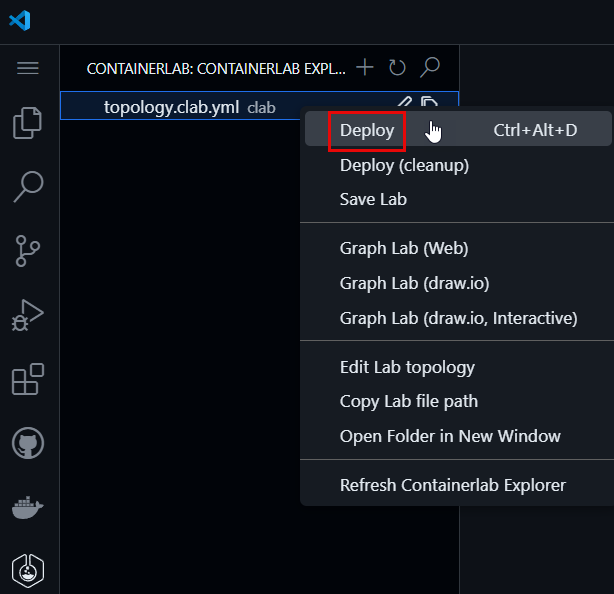 CONTAINERLAB: CONTAINERLAB EXPL...
topology.clab.yml clab
Deploy Ctrl+Alt+D
Deploy (cleanup)
Save Lab
Graph Lab (Web)
Graph Lab (draw.io)
Graph Lab (draw.io, Interactive)
Edit Lab topology
Copy Lab file path
Open Folder in New Window
Refresh Containerlab Explorer